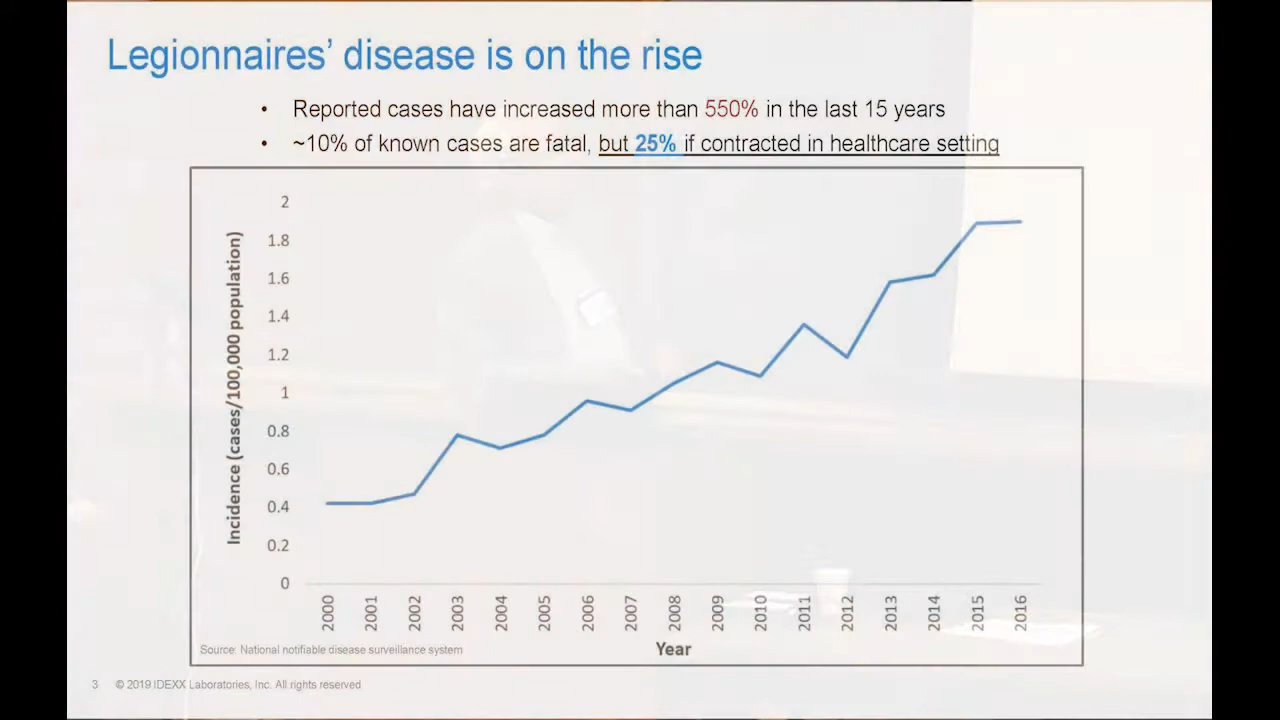 Legionnaires’ disease is on the rise
• Reported cases have increased more than 550% in the last 15 years
• ~10% of known cases are fatal, but 25% if contracted in healthcare setting
Incidence (cases/100,000 population)
2
1.8
1.6
1.4
1.2
1
0.8
0.6
0.4
0.2
0
2000 2001 2002 2003 2004 2005 2006 2007 2008 2009 2010 2011 2012 2013 2014 2015 2016
Year
Source: National notifiable disease surveillance system
3 © 2019 IDEXX Laboratories, Inc. All rights reserved